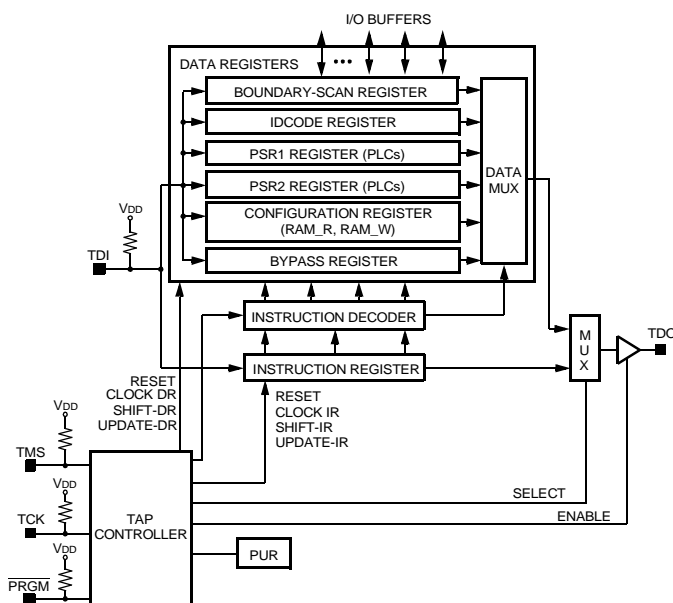 I/O BUFFERS
DATA REGISTERS
BOUNDARY-SCAN REGISTER
IDCODE REGISTER
PSR1 REGISTER (PLCs)
PSR2 REGISTER (PLCs)
CONFIGURATION REGISTER
(RAM_R, RAM_W)
BYPASS REGISTER
DATA
MUX
VDD
TDI
INSTRUCTION DECODER
INSTRUCTION REGISTER
M
U
X
TDO
RESET
CLOCK DR
SHIFT-DR
UPDATE-DR
RESET
CLOCK IR
SHIFT-IR
UPDATE-IR
VDD
TMS
VDD
TCK
VDD
PRGM
TAP
CONTROLLER
SELECT
ENABLE
PUR